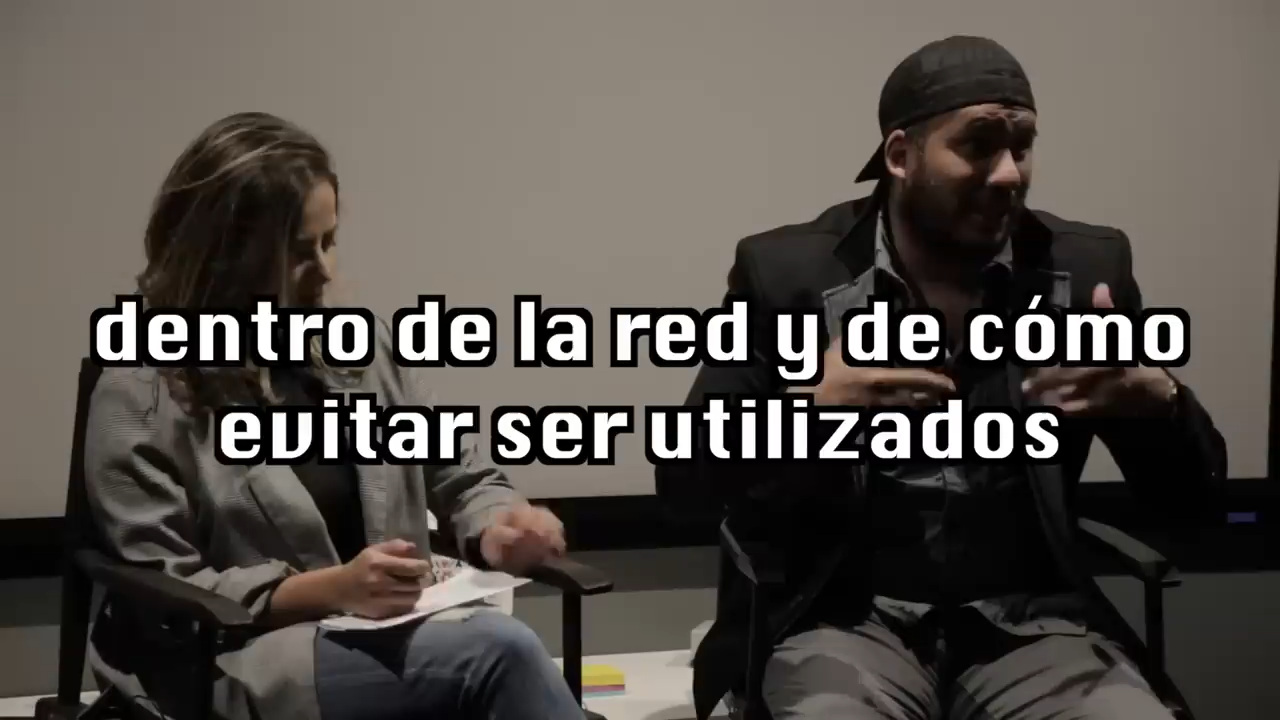 dentro de la red y de cómo
evitar ser utilizados